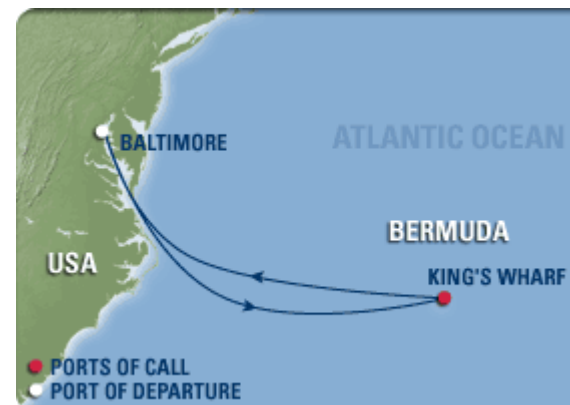 BALTIMORE
ATLANTIC OCEAN
BERMUDA
USA
KING'S WHARF
PORTS OF CALL
PORT OF DEPARTURE